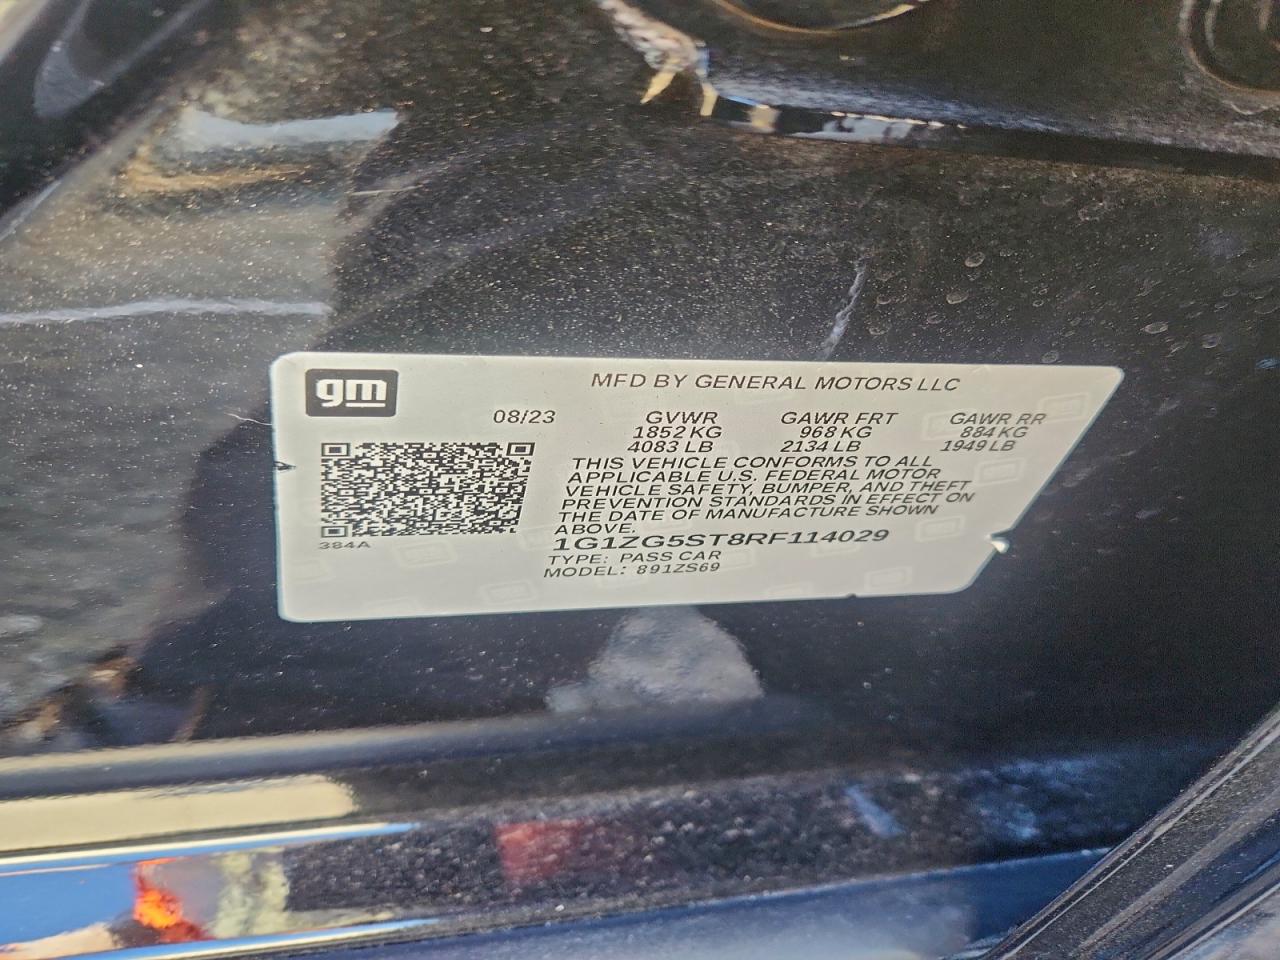 gm
MFD BY GENERAL MOTORS LLC
08/23 GVWR GAWR FRT GAWR RR
1852 KG 968 KG 884 KG
4083 LB 2134 LB 1949 LB
THIS VEHICLE CONFORMS TO ALL
APPLICABLE U.S. FEDERAL MOTOR
VEHICLE SAFETY, BUMPER, AND THEFT
PREVENTION STANDARDS IN EFFECT ON
THE DATE OF MANUFACTURE SHOWN
ABOVE.
384A
1G1ZG5ST8RF114029
TYPE: PASS CAR
MODEL: 891ZS69